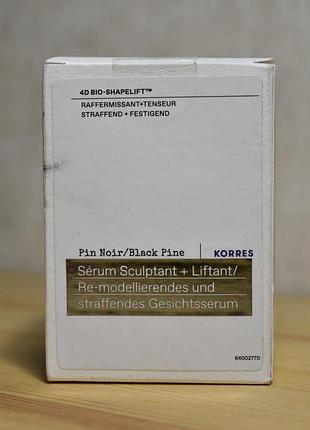 4D BIO-SHAPELIFT™
RAFFERMISSANT+TENSEUR
STRAFFEND + FESTIGEND
Pin Noir/Black Pine
KORRES
Sérum Sculptant + Liftant/
Re-modellierendes und
straffendes Gesichtsserum
64002770